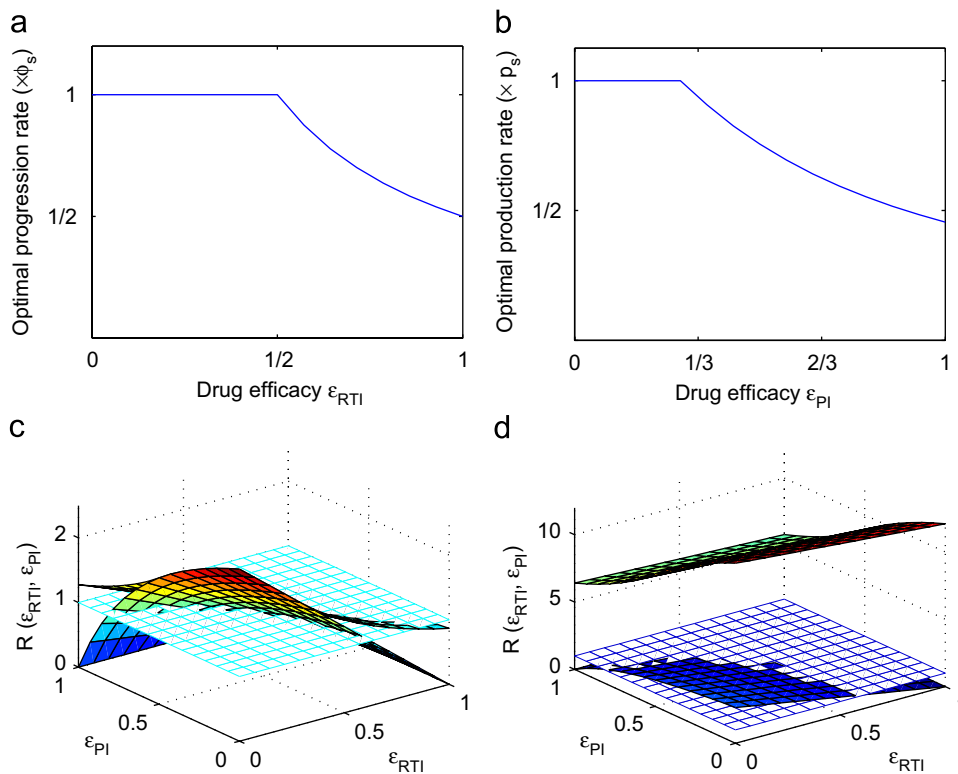 a
Optimal progression rate (×ϕs)
1
1/2
0
1/2
1
Drug efficacy εRTI
b
Optimal production rate (× ps)
1
1/2
0
1/3
2/3
1
Drug efficacy εPI
c
R (εRTI, εPI)
2
1
0
1
0.5
0
εPI
0
0.5
1
εRTI
d
R (εRTI, εPI)
10
5
0
1
0.5
0
εPI
0
0.5
1
εRTI